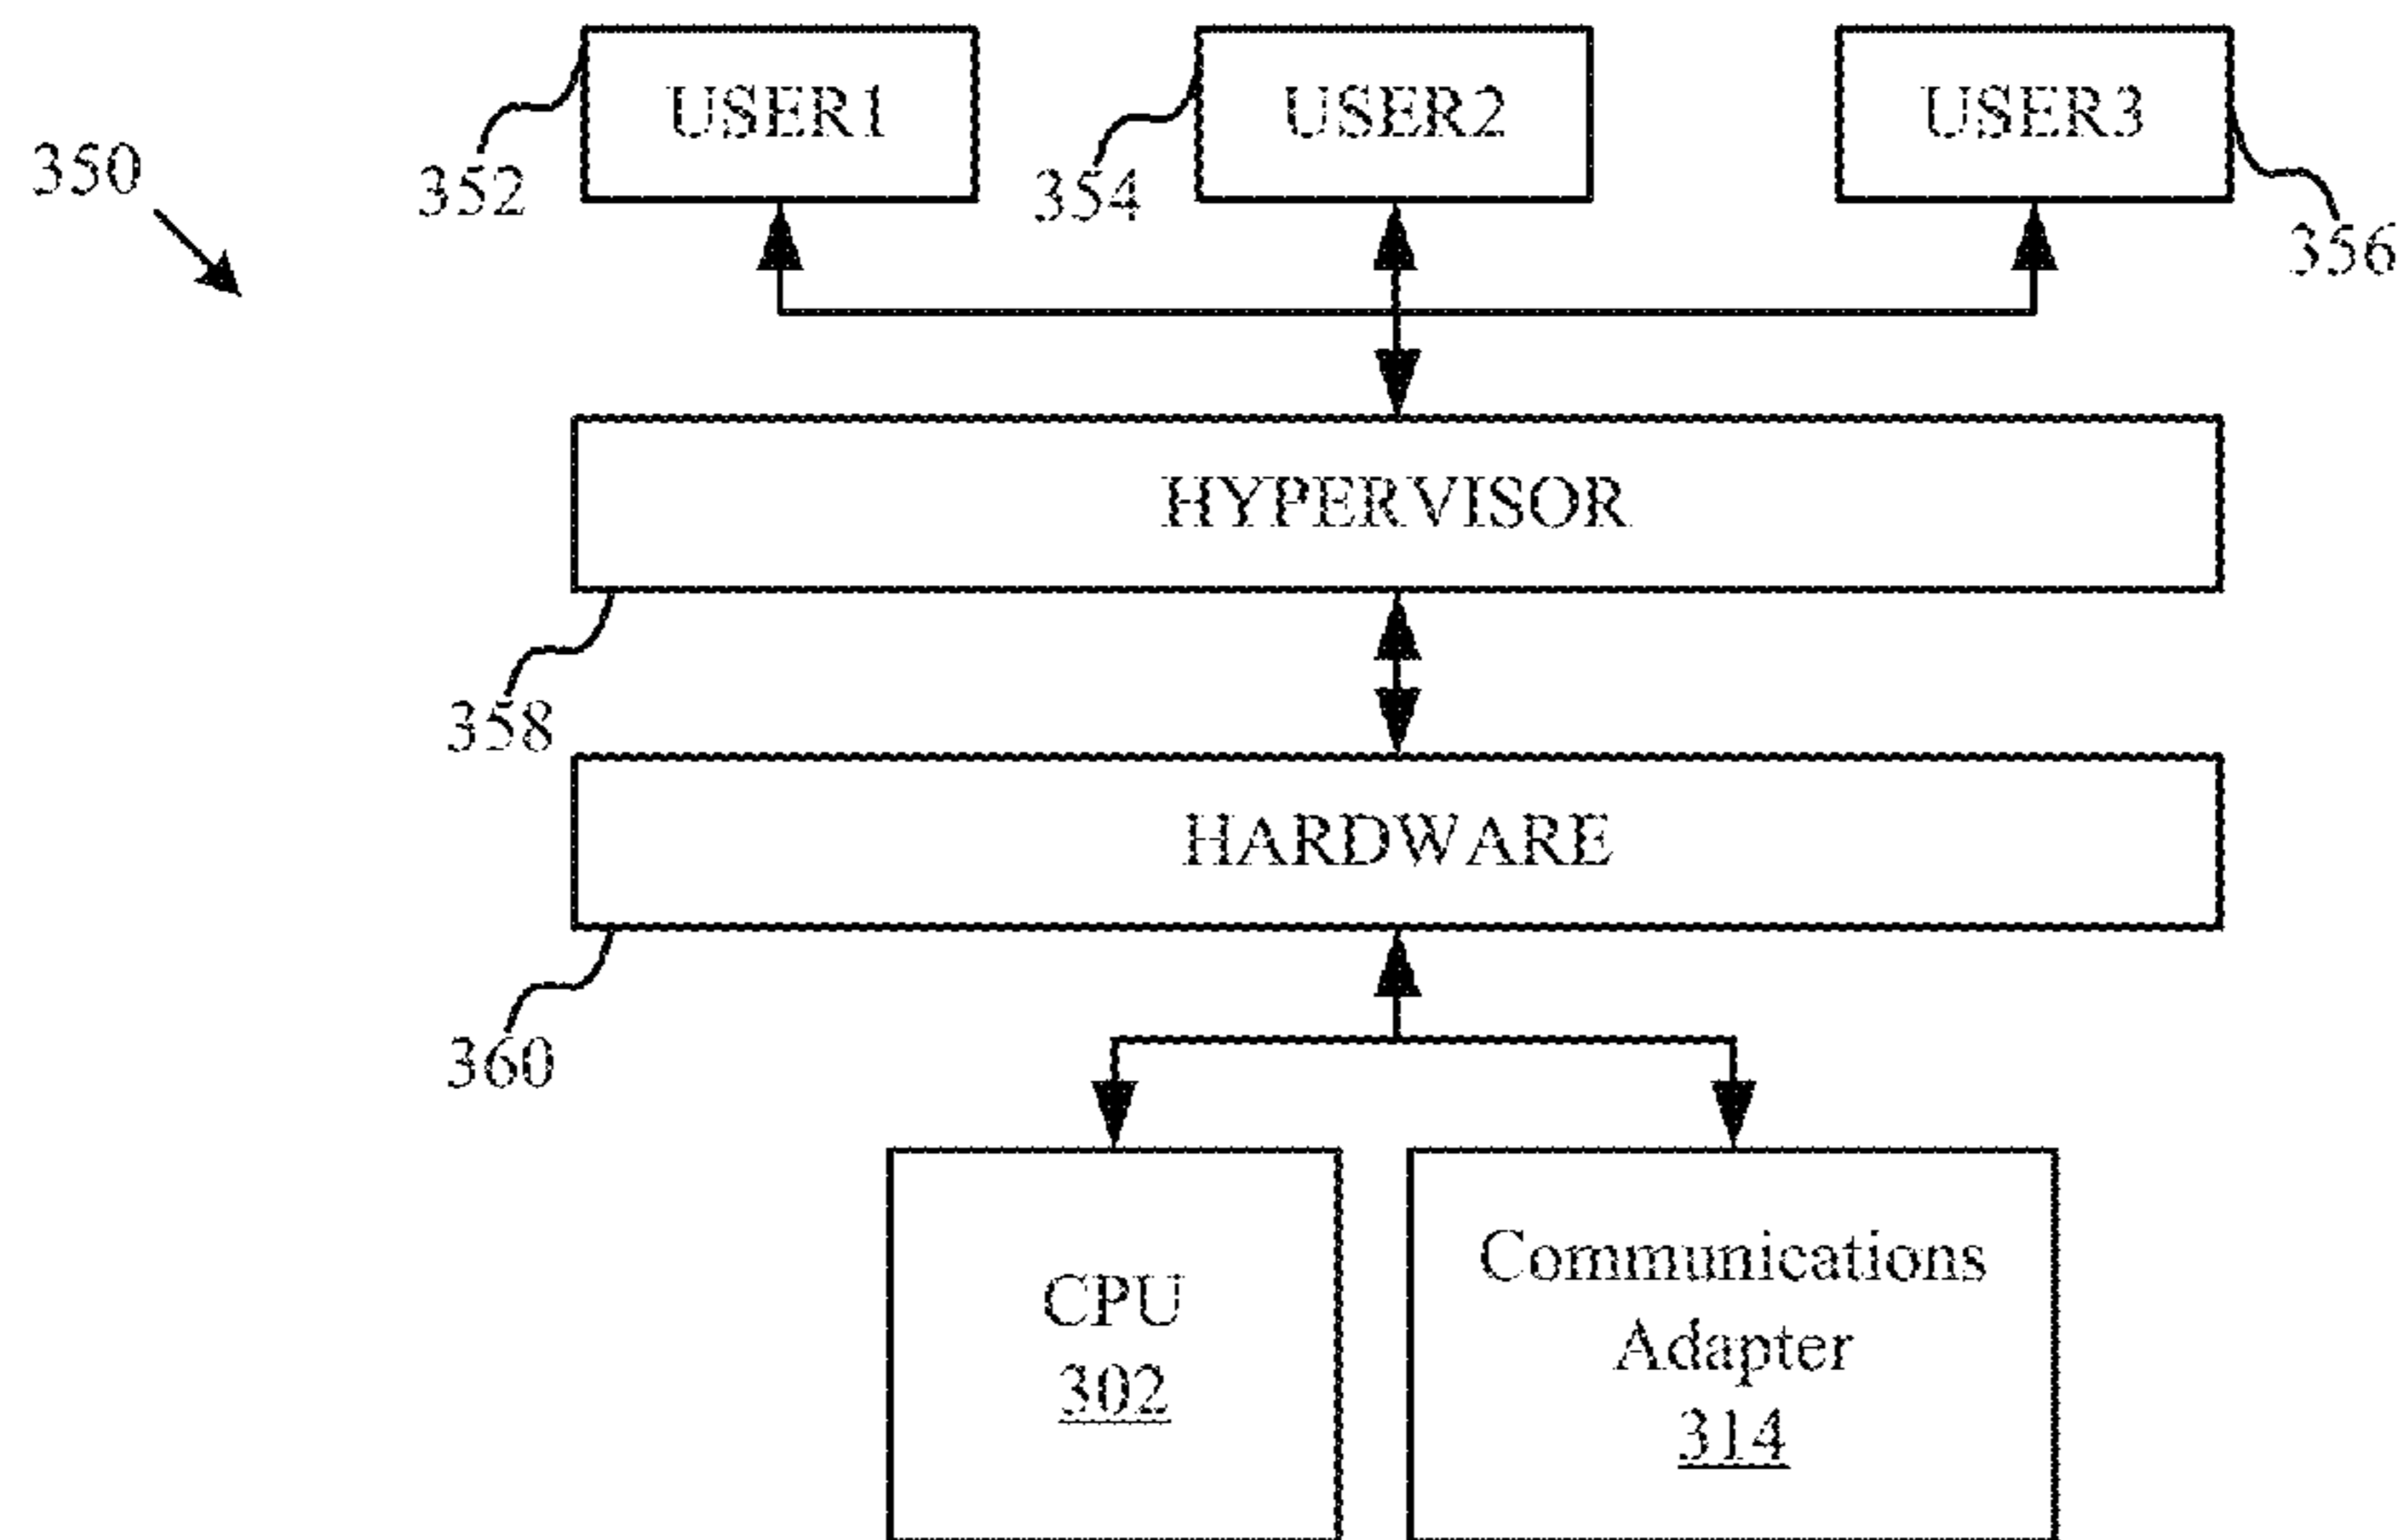 USER1
USER2
USER3
350
352
354
356
HYPERVISOR
358
HARDWARE
360
CPU
302
Communications
Adapter
314